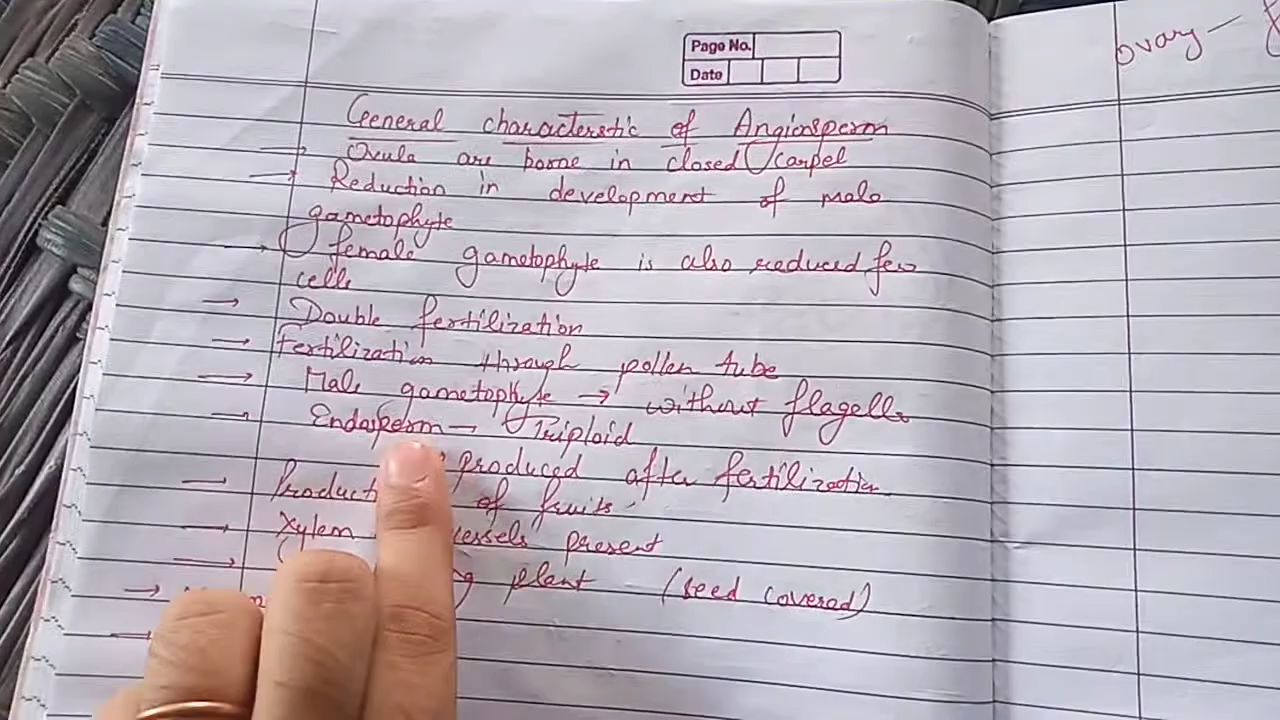 Page No.
Date
ovary –
General characterstic of Angiosperm
→ Ovule are borne in closed carpel
→ Reduction in development of male
gametophyte
→ female gametophyte is also reduced few
cells
→ Double fertilization
→ Fertilization through pollen tube
→ Male gametophyte → without flagella
→ Endosperm – Triploid
produced after fertilization
→ Product of fruits
→ Xylem vessels present
→ plant (seed covered)
→